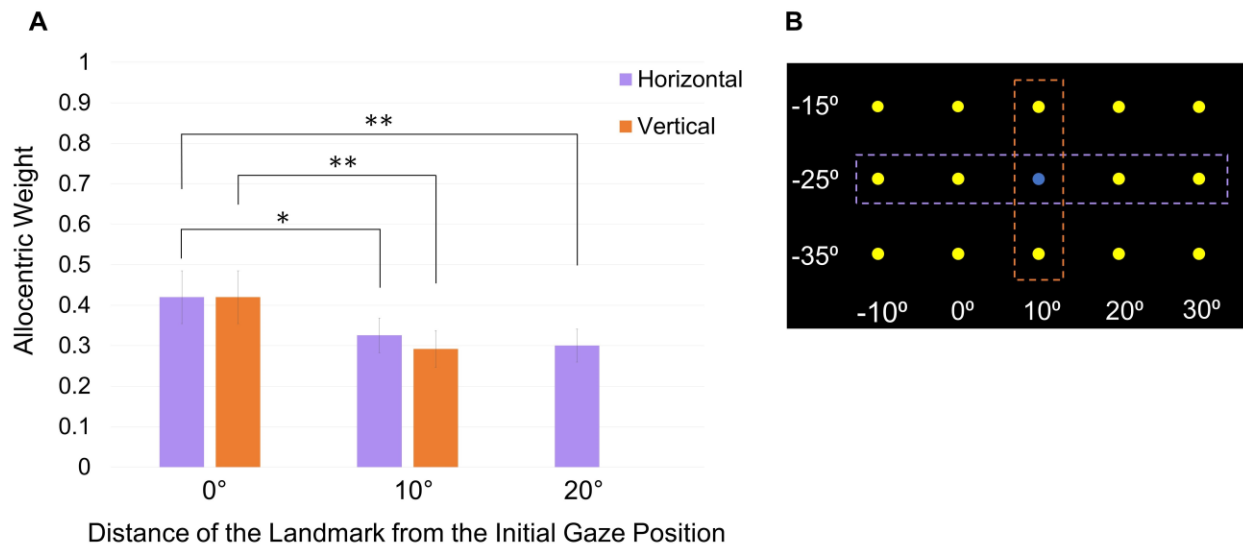 A
B
1
0.9
0.8
0.7
0.6
0.5
0.4
0.3
0.2
0.1
0
Allocentric Weight
Horizontal
Vertical
**
**
*
0°
10°
20°
Distance of the Landmark from the Initial Gaze Position
-15º
-25º
-35º
-10º 0º 10º 20º 30º